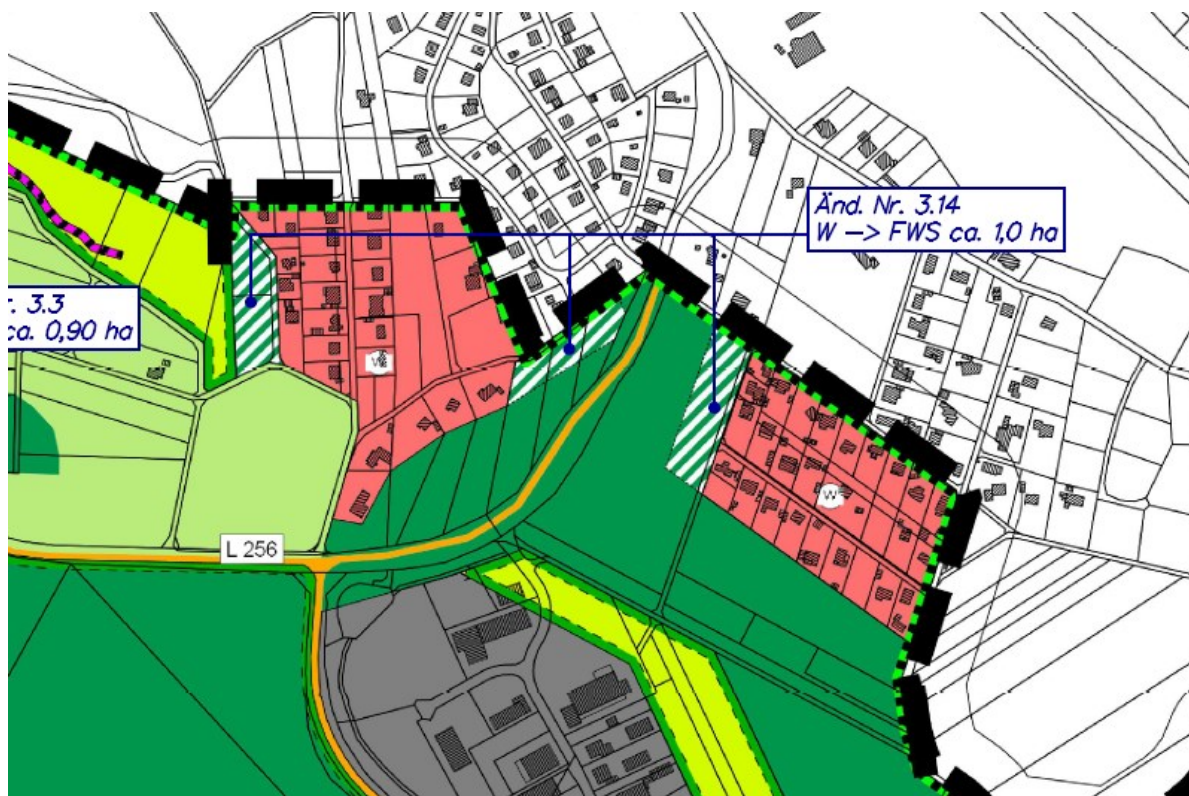 Änd. Nr. 3.14
W -> FWS ca. 1,0 ha
r. 3.3
ca. 0,90 ha
W
W
L 256